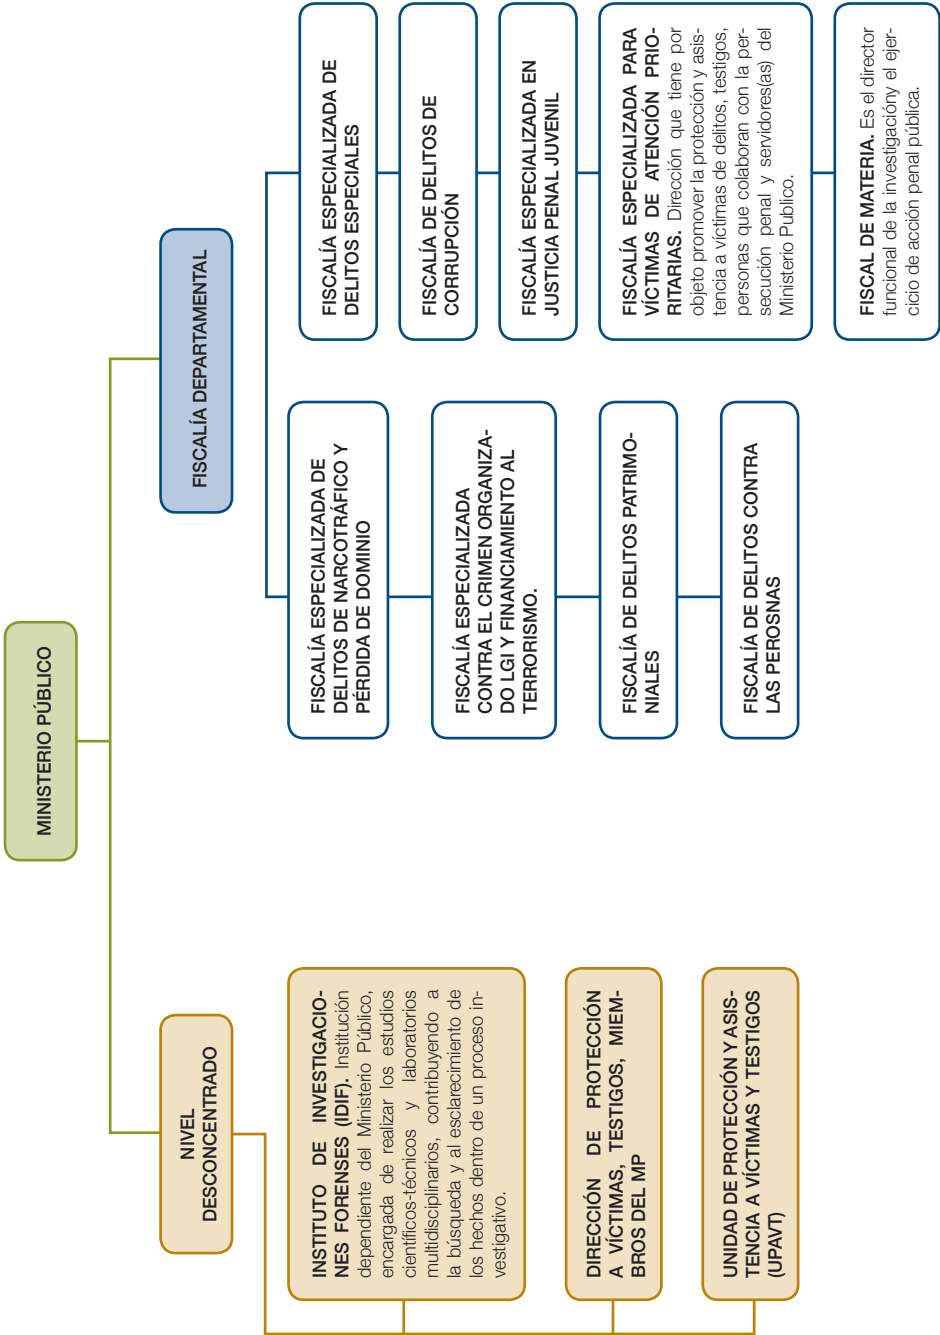 MINISTERIO PÚBLICO
NIVEL
DESCONCENTRADO
INSTITUTO DE INVESTIGACIO-
NES FORENSES (IDIF). Institución
dependiente del Ministerio Público,
encargada de realizar los estudios
científicos-técnicos y laboratorios
multidisciplinarios, contribuyendo a
la búsqueda y al esclarecimiento de
los hechos dentro de un proceso in-
vestigativo.
DIRECCIÓN DE PROTECCIÓN
A VÍCTIMAS, TESTIGOS, MIEM-
BROS DEL MP
UNIDAD DE PROTECCIÓN Y ASIS-
TENCIA A VÍCTIMAS Y TESTIGOS
(UPAVT)
FISCALÍA DEPARTAMENTAL
FISCALÍA ESPECIALIZADA DE
DELITOS DE NARCOTRÁFICO Y
PÉRDIDA DE DOMINIO
FISCALÍA ESPECIALIZADA
CONTRA EL CRIMEN ORGANIZA-
DO LGI Y FINANCIAMIENTO AL
TERRORISMO.
FISCALÍA DE DELITOS PATRIMO-
NIALES
FISCALÍA DE DELITOS CONTRA
LAS PEROSNAS
FISCALÍA ESPECIALIZADA DE
DELITOS ESPECIALES
FISCALÍA DE DELITOS DE
CORRUPCIÓN
FISCALÍA ESPECIALIZADA EN
JUSTICIA PENAL JUVENIL
FISCALÍA ESPECIALIZADA PARA
VÍCTIMAS DE ATENCIÓN PRIO-
RITARIAS. Dirección que tiene por
objeto promover la protección y asis-
tencia a víctimas de delitos, testigos,
personas que colaboran con la per-
secución penal y servidores(as) del
Ministerio Publico.
FISCAL DE MATERIA. Es el director
funcional de la investigacióny el ejer-
cicio de acción penal pública.